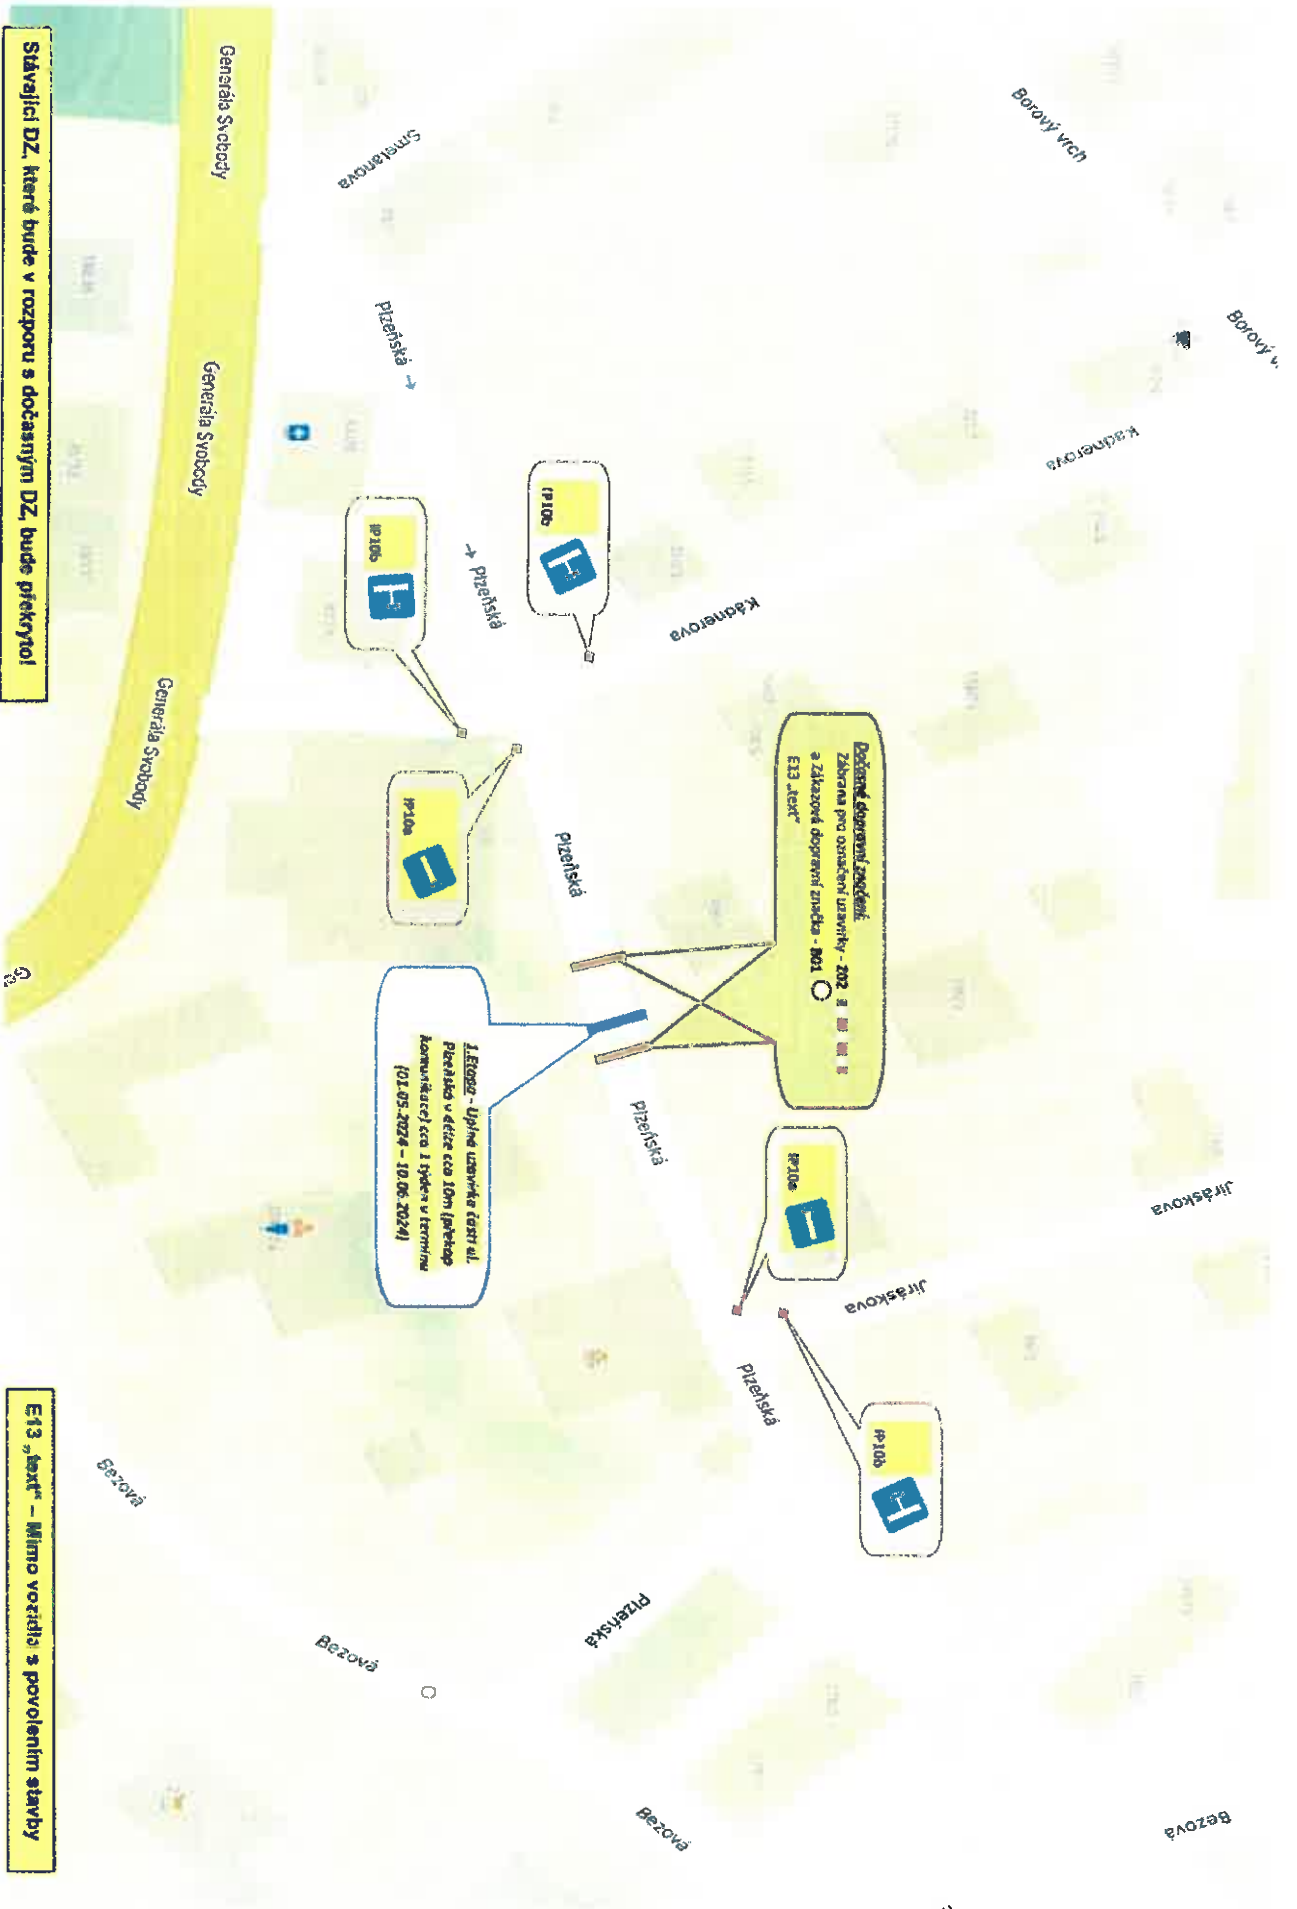 Borový vrch
Borový v.
Smetanova
Generála Svobody
Plzeňská →
Kádnerova
Generála Svobody
IP10b
IP10b
→ Plzeňská
Kádnerova
Generála Svobody
IP10a
Plzeňská
Dočasné dopravní značení:
Zábrana pro označení uzavírky - Z02
a Zákazová dopravní značka - B01
E13 „text“
1.Etapa - Úplná uzavírka části ul.
Plzeňská v délce cca 10m (překop
komunikace) cca 1 týden v termínu
(01.05.2024 – 10.06.2024)
Plzeňská
IP10a
Jiráskova
Jiráskova
Plzeňská
IP10b
Bezová
Bezová
Plzeňská
Bezová
Bezová
Stávající DZ, které bude v rozporu s dočasným DZ, bude překryto!
E13 „text“ – Mimo vozidla s povolením stavby